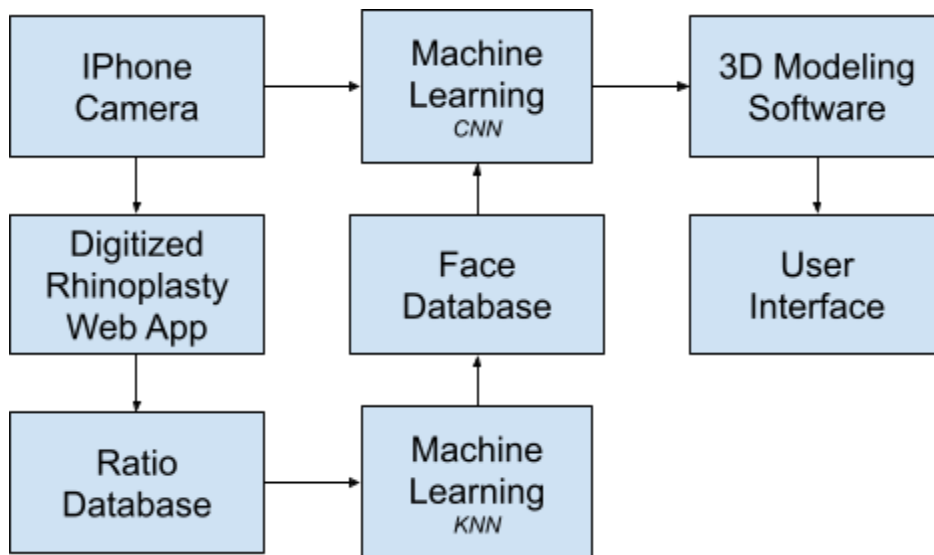 IPhone
Camera
Machine
Learning
CNN
3D Modeling
Software
Digitized
Rhinoplasty
Web App
Face
Database
User
Interface
Ratio
Database
Machine
Learning
KNN